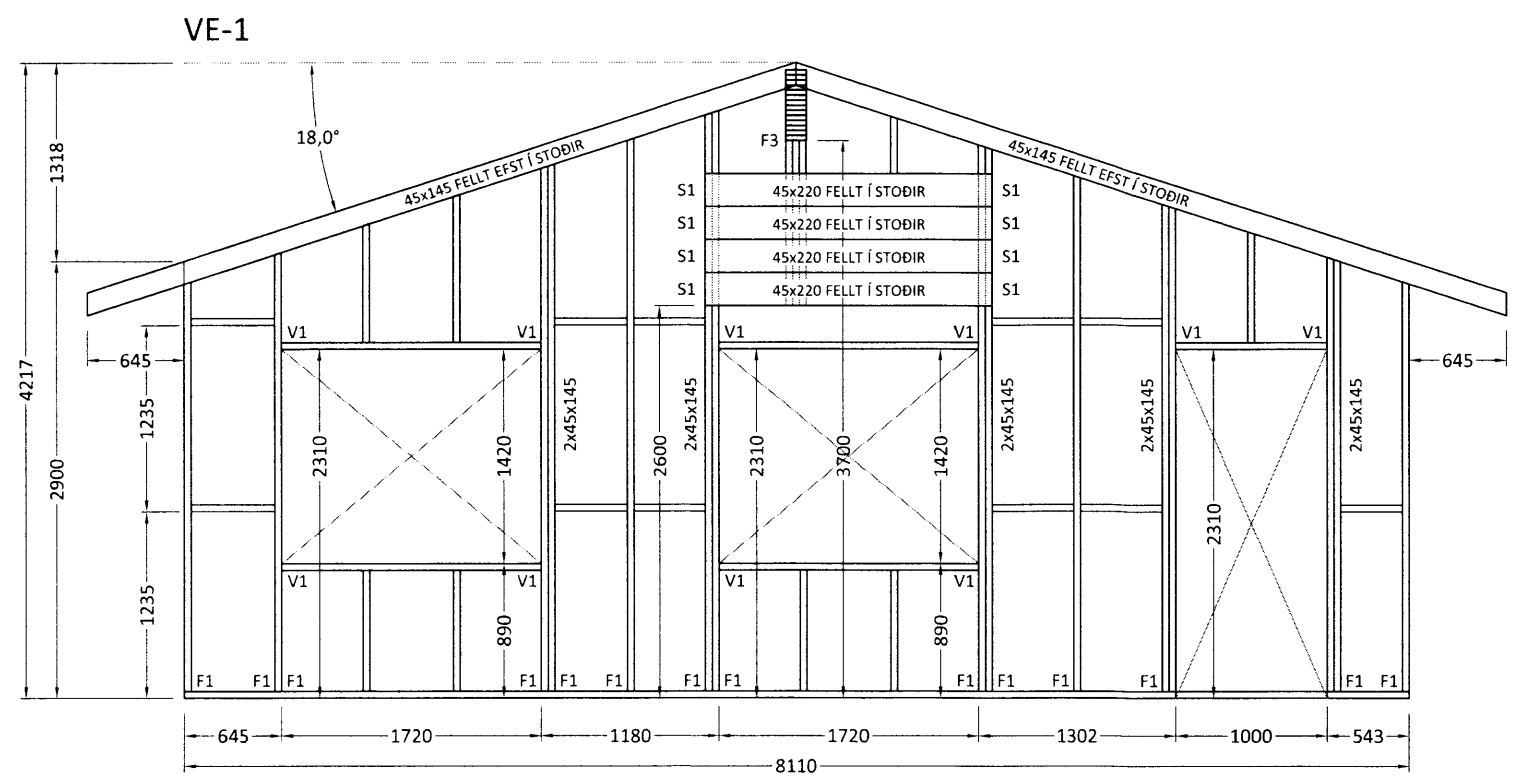 VE-1
18,0°
1318
F3
45x145 FELLT EFST Í STOÐIR
45x145 FELLT EFST Í STOÐIR
S1 45x220 FELLT Í STOÐIR S1
S1 45x220 FELLT Í STOÐIR S1
S1 45x220 FELLT Í STOÐIR S1
S1 45x220 FELLT Í STOÐIR S1
V1 V1 V1 V1 V1 V1
645 645
4217
2900
1235
1235
2310
1420
2x45x145
2600
2x45x145
2310
3700
1420
2x45x145
2x45x145
2310
2x45x145
V1 V1 V1 V1
890
890
F1 F1 F1 F1 F1 F1 F1 F1 F1 F1 F1 F1 F1
645 1720 1180 1720 1302 1000 543
8110